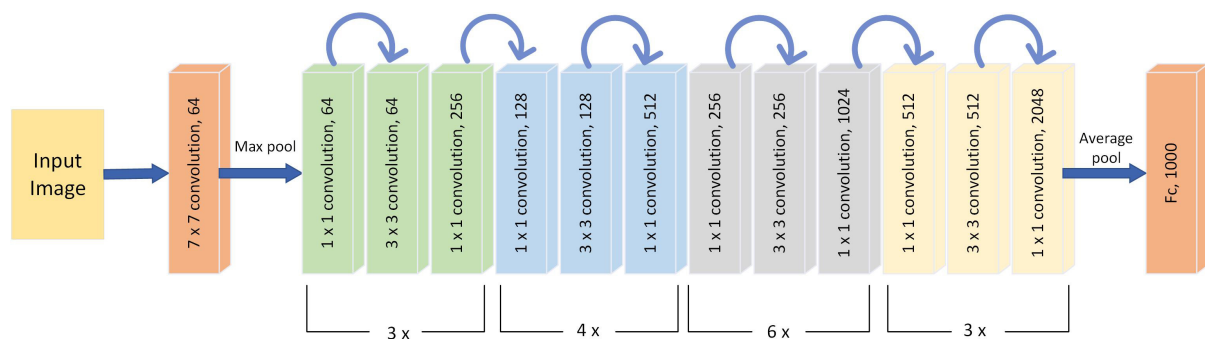 Input
Image
7 x 7 convolution, 64
Max pool
1 x 1 convolution, 64
3 x 3 convolution, 64
1 x 1 convolution, 256
1 x 1 convolution, 128
3 x 3 convolution, 128
1 x 1 convolution, 512
1 x 1 convolution, 256
3 x 3 convolution, 256
1 x 1 convolution, 1024
1 x 1 convolution, 512
3 x 3 convolution, 512
1 x 1 convolution, 2048
Average
pool
Fc, 1000
3 x
4 x
6 x
3 x